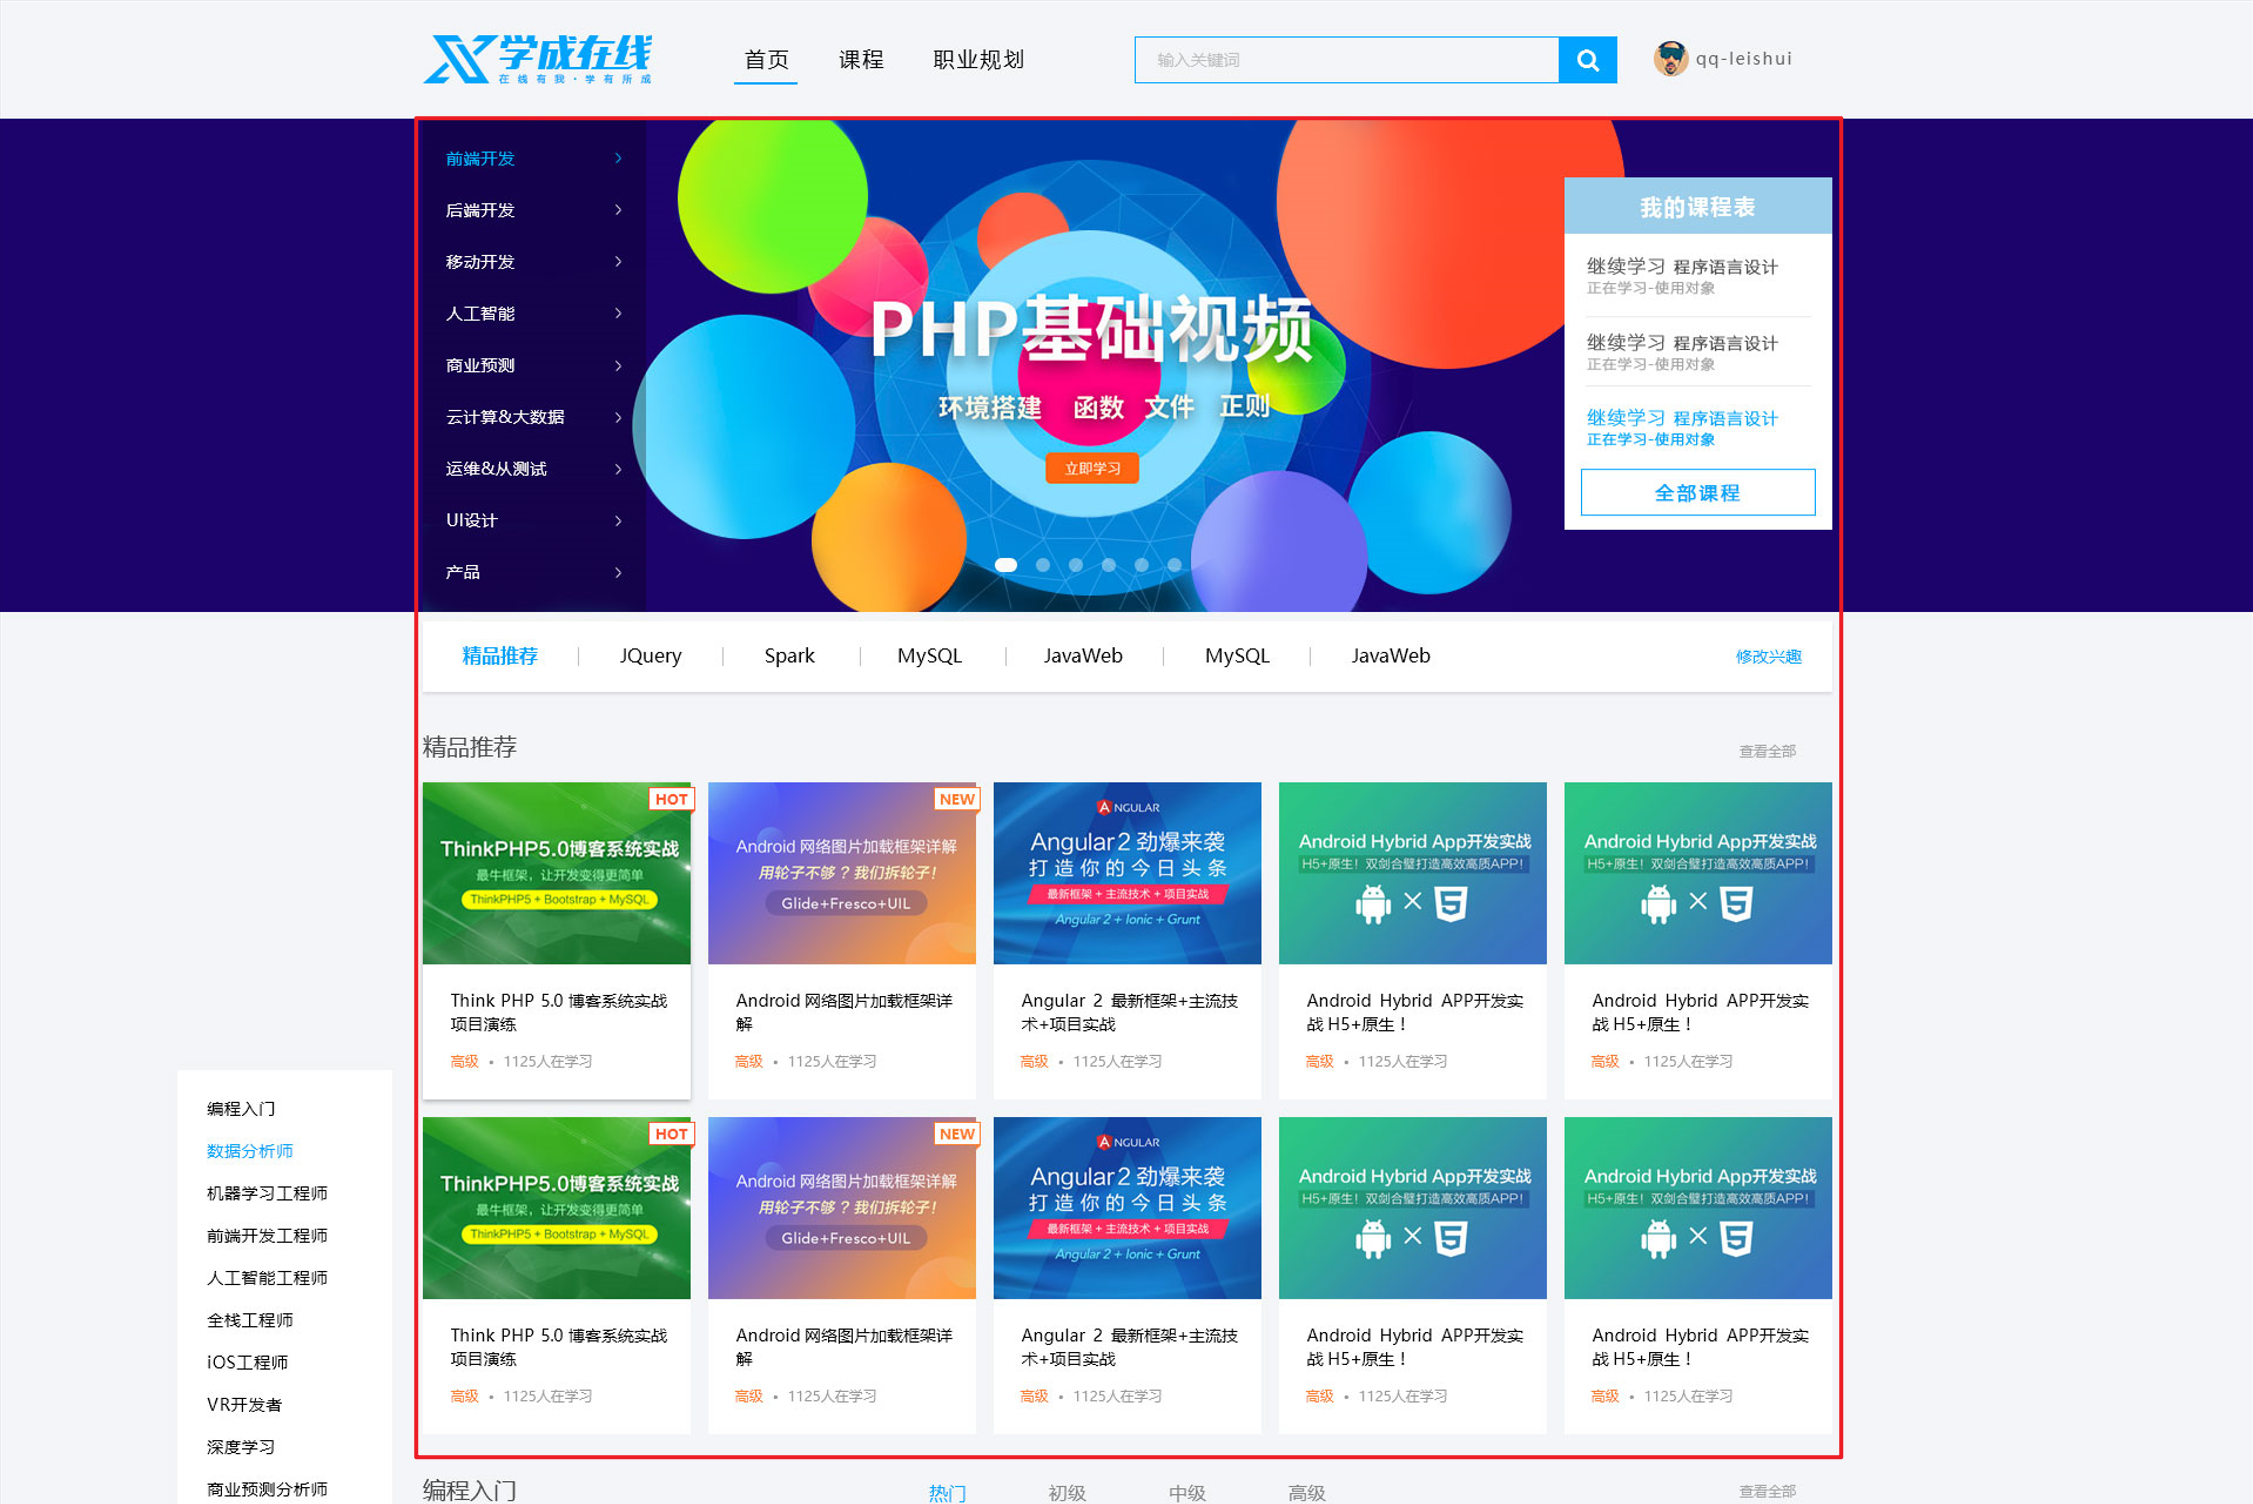 学成在线
在线有我·学有所成
首页 课程 职业规划
输入关键词
qq-leishui
前端开发
后端开发
移动开发
人工智能
商业预测
云计算&大数据
运维&从测试
UI设计
产品
PHP基础视频
环境搭建 函数 文件 正则
立即学习
我的课程表
继续学习 程序语言设计
正在学习-使用对象
继续学习 程序语言设计
正在学习-使用对象
继续学习 程序语言设计
正在学习-使用对象
全部课程
精品推荐 | JQuery | Spark | MySQL | JavaWeb | MySQL | JavaWeb 修改兴趣
精品推荐 查看全部
HOT
ThinkPHP5.0博客系统实战
最牛框架，让开发变得更简单
ThinkPHP5 + Bootstrap + MySQL
Think PHP 5.0 博客系统实战
项目演练
高级 • 1125人在学习
NEW
Android 网络图片加载框架详解
用轮子不够？我们拆轮子！
Glide+Fresco+UIL
Android 网络图片加载框架详
解
高级 • 1125人在学习
ANGULAR
Angular2 劲爆来袭
打造你的今日头条
最新框架 + 主流技术 + 项目实战
Angular 2 + Ionic + Grunt
Angular 2 最新框架+主流技
术+项目实战
高级 • 1125人在学习
Android Hybrid App开发实战
H5+原生！双剑合璧打造高效高质APP！
Android Hybrid APP开发实
战 H5+原生！
高级 • 1125人在学习
Android Hybrid App开发实战
H5+原生！双剑合璧打造高效高质APP！
Android Hybrid APP开发实
战 H5+原生！
高级 • 1125人在学习
HOT
ThinkPHP5.0博客系统实战
最牛框架，让开发变得更简单
ThinkPHP5 + Bootstrap + MySQL
Think PHP 5.0 博客系统实战
项目演练
高级 • 1125人在学习
NEW
Android 网络图片加载框架详解
用轮子不够？我们拆轮子！
Glide+Fresco+UIL
Android 网络图片加载框架详
解
高级 • 1125人在学习
ANGULAR
Angular2 劲爆来袭
打造你的今日头条
最新框架 + 主流技术 + 项目实战
Angular 2 + Ionic + Grunt
Angular 2 最新框架+主流技
术+项目实战
高级 • 1125人在学习
Android Hybrid App开发实战
H5+原生！双剑合璧打造高效高质APP！
Android Hybrid APP开发实
战 H5+原生！
高级 • 1125人在学习
Android Hybrid App开发实战
H5+原生！双剑合璧打造高效高质APP！
Android Hybrid APP开发实
战 H5+原生！
高级 • 1125人在学习
编程入门
数据分析师
机器学习工程师
前端开发工程师
人工智能工程师
全栈工程师
iOS工程师
VR开发者
深度学习
商业预测分析师
编程入门 热门 初级 中级 高级 查看全部